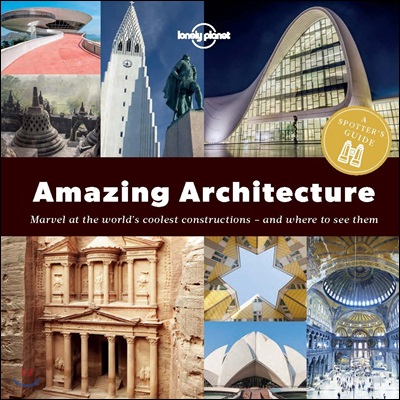 lonely planet
A
SPOTTER'S
GUIDE
Amazing Architecture
Marvel at the world's coolest constructions – and where to see them